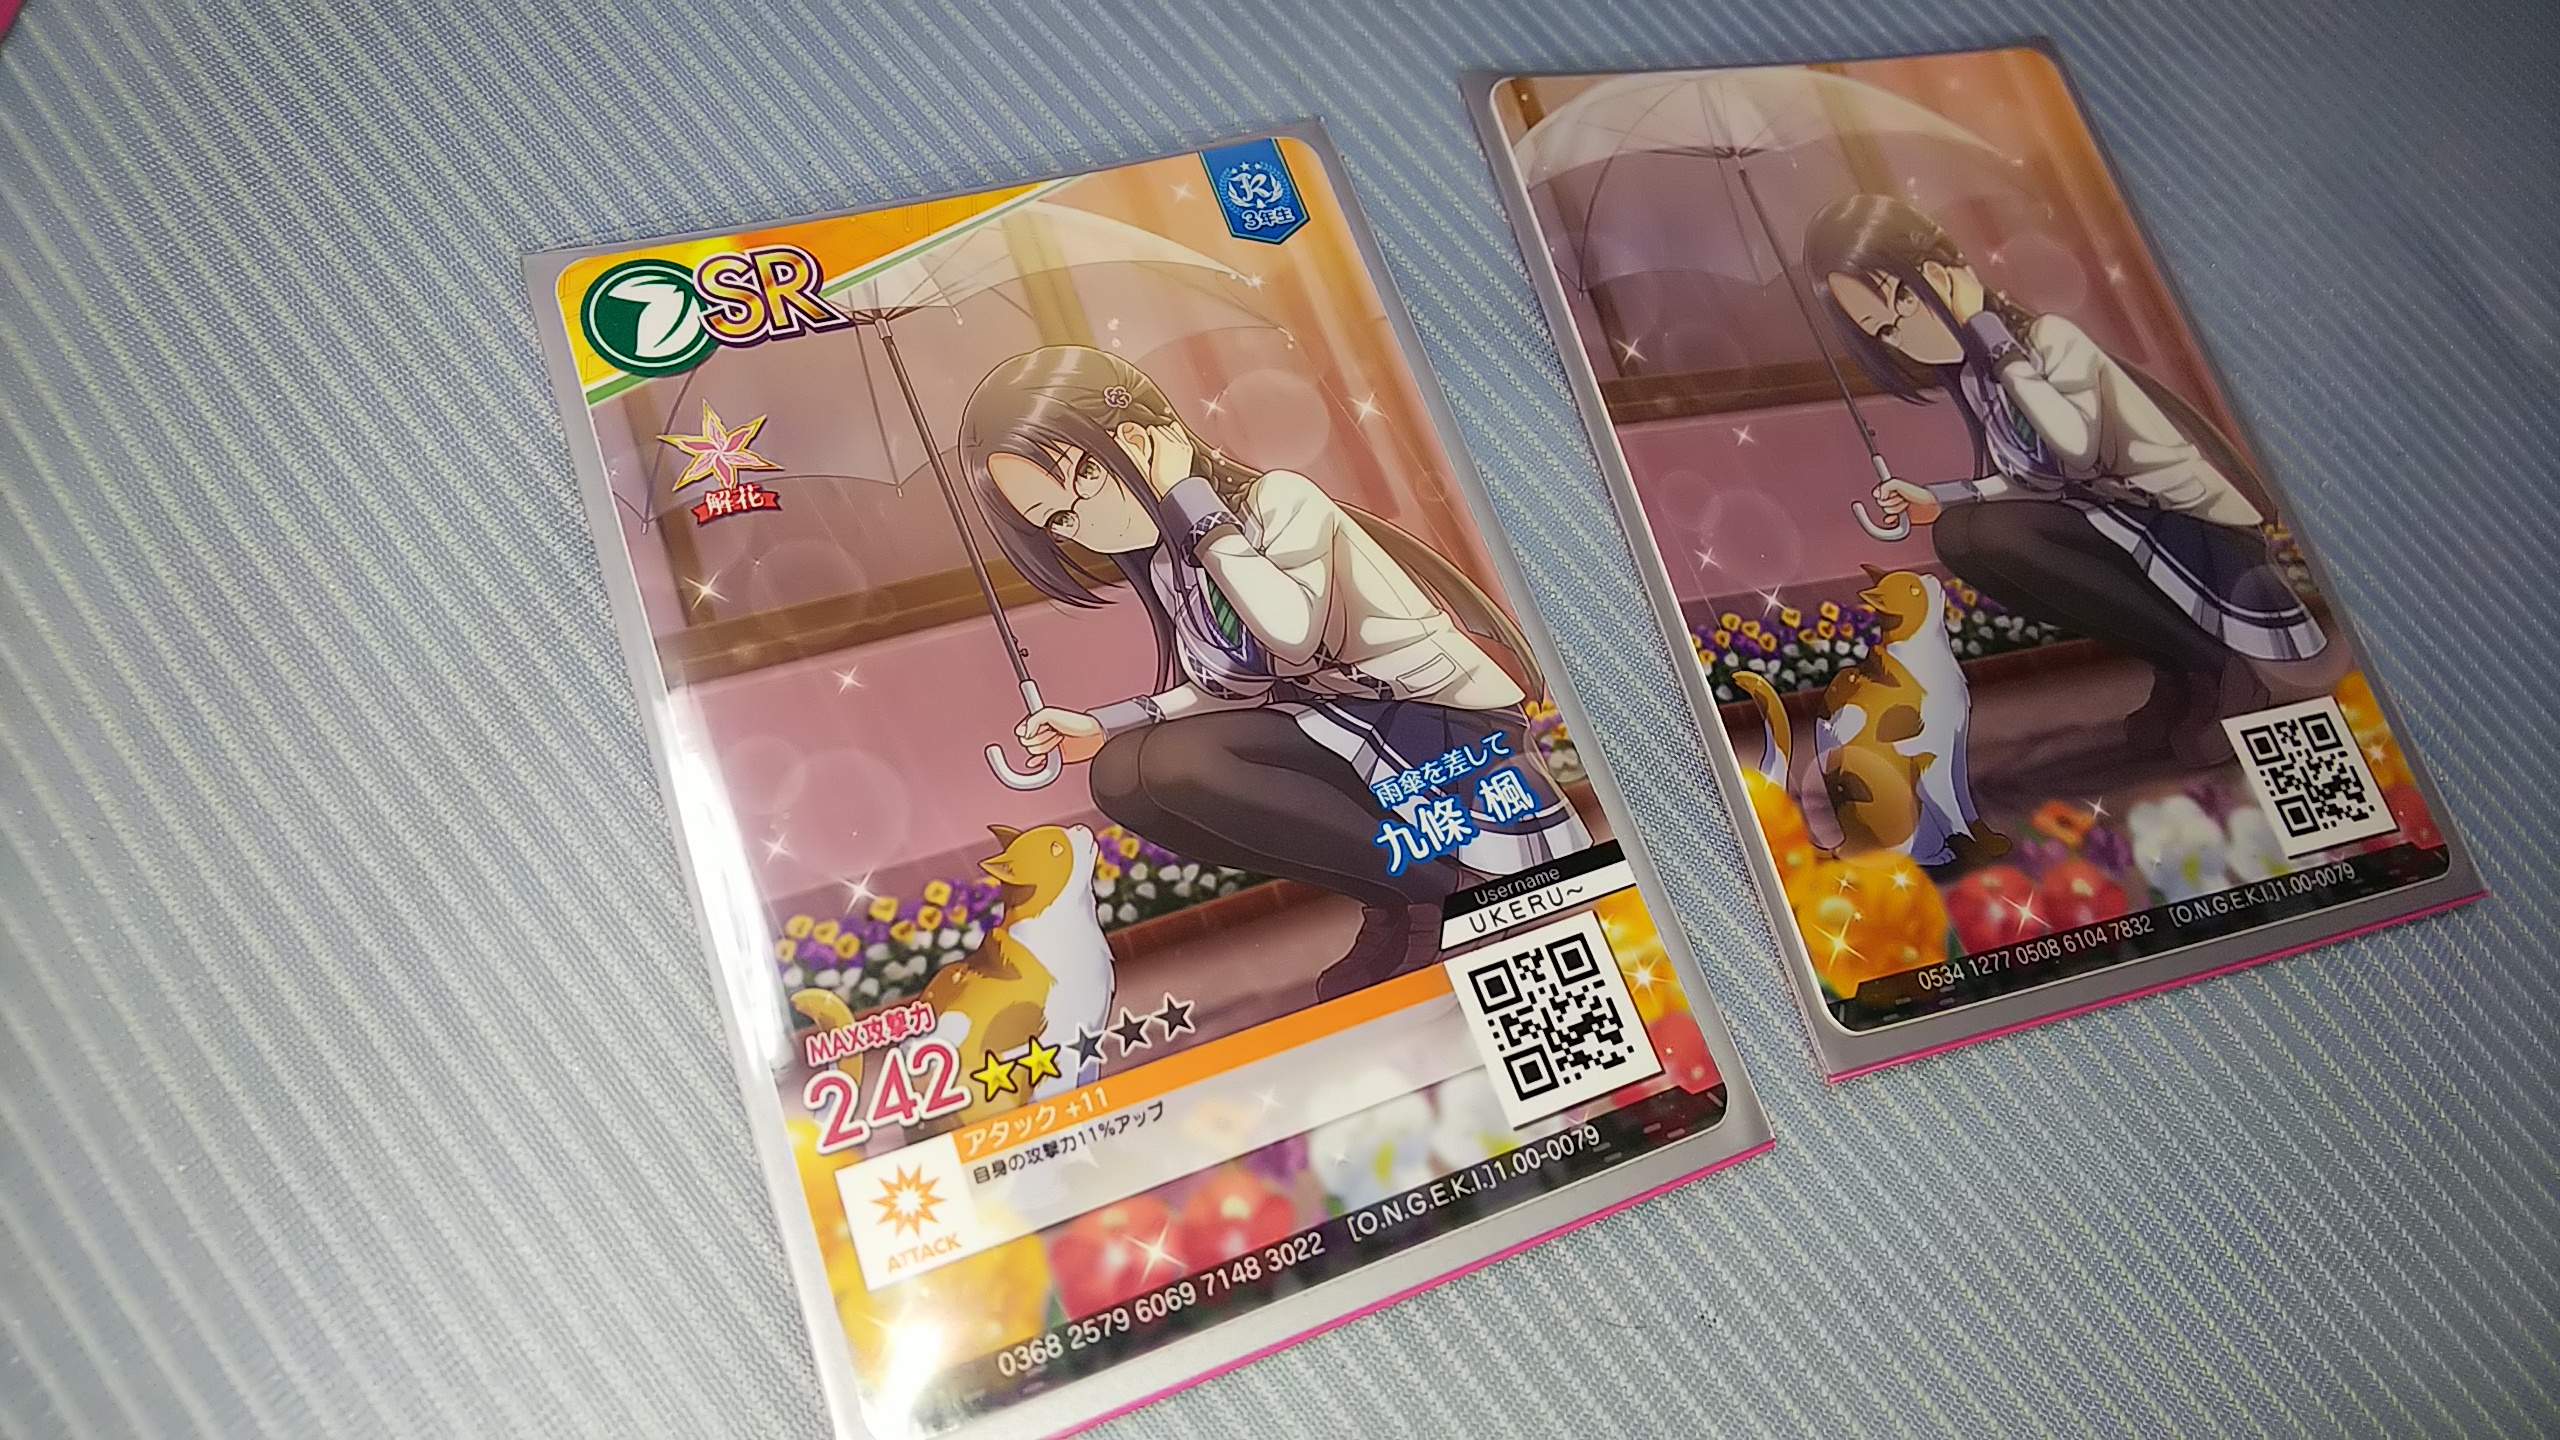 SR
3年生
解花
雨傘を差して
九條 楓
Username
UKERU~
MAX攻撃力
242
アタック +11
自身の攻撃力11%アップ
ATTACK
0368 2579 6069 7148 3022 [O.N.G.E.K.I.]1.00-0079
0534 1277 0508 6104 7832 [O.N.G.E.K.I.]1.00-0079